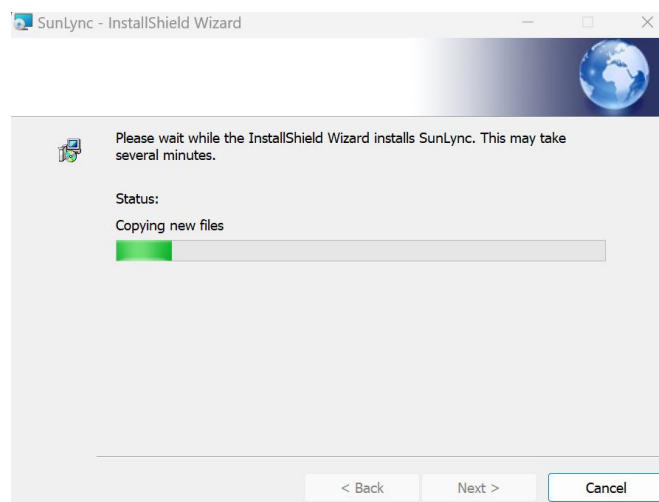 SunLync - InstallShield Wizard
Please wait while the InstallShield Wizard installs SunLync. This may take
several minutes.
Status:
Copying new files
< Back
Next >
Cancel